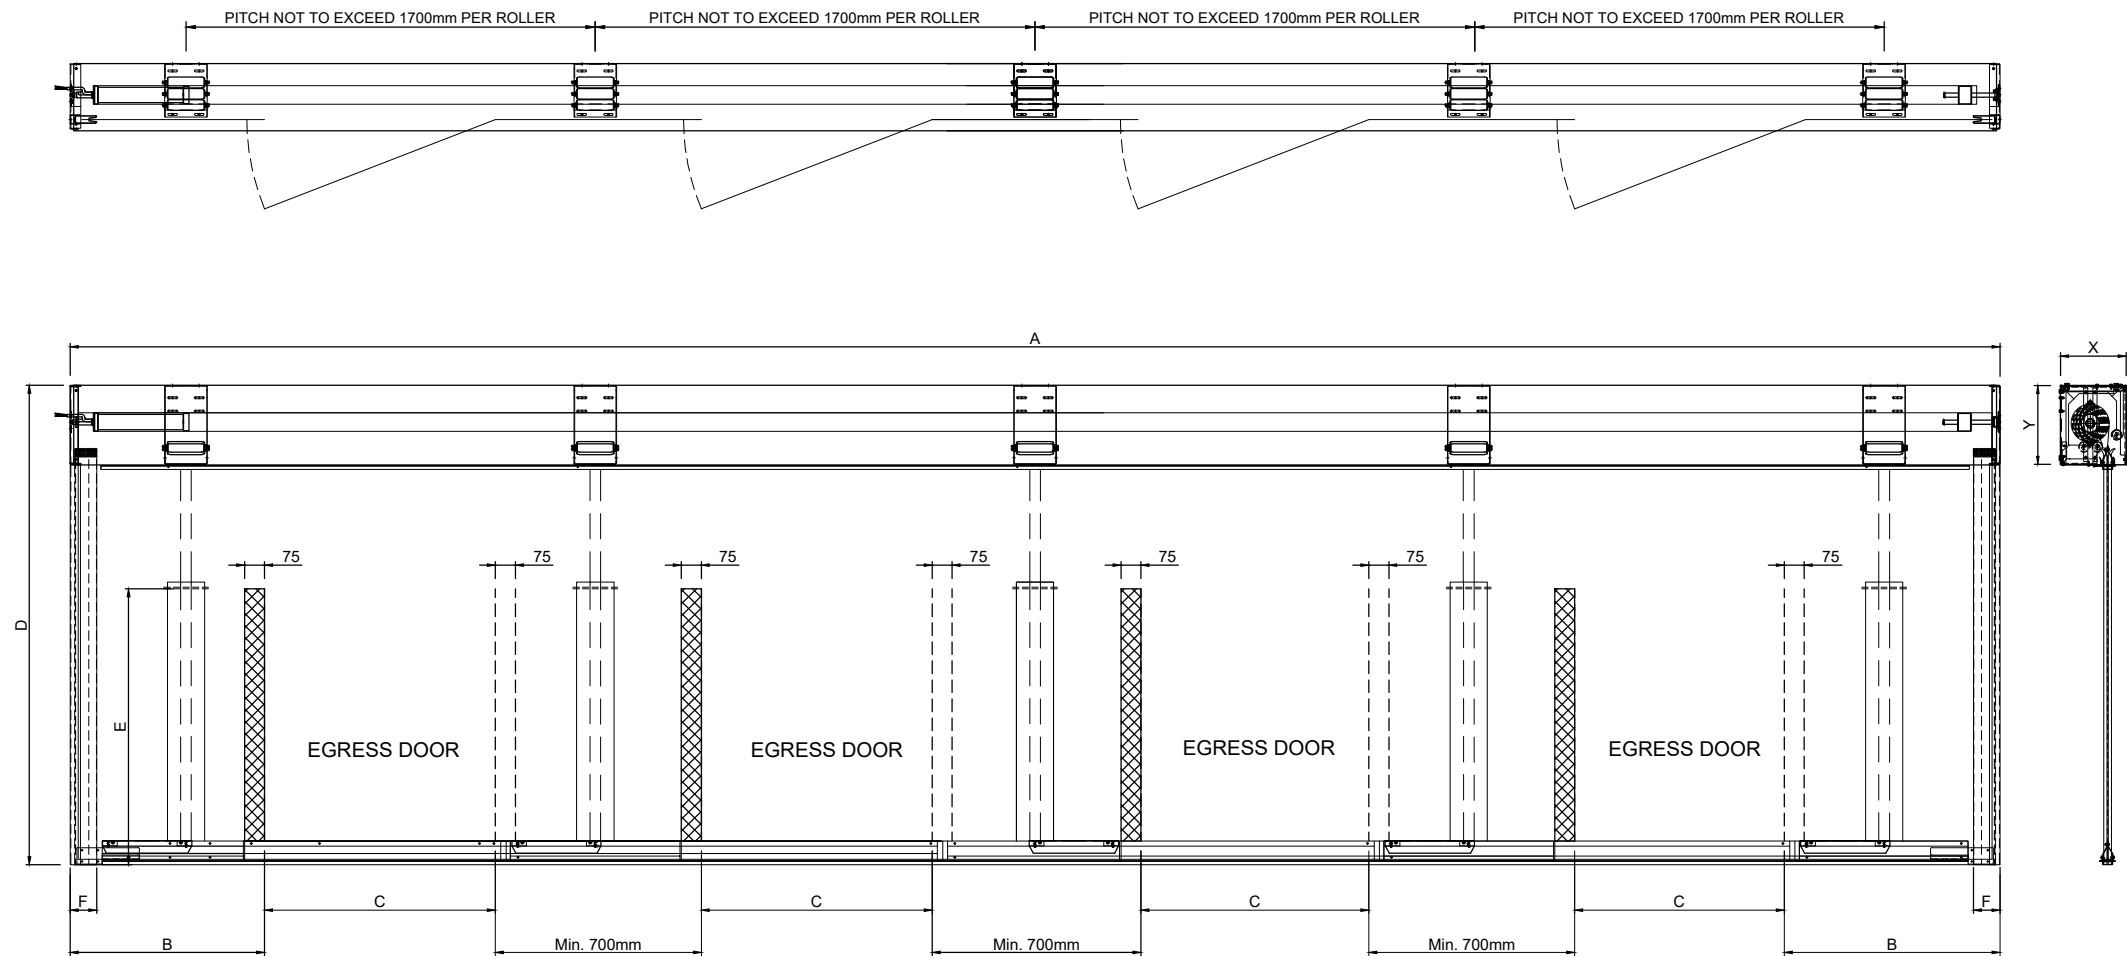 PITCH NOT TO EXCEED 1700mm PER ROLLER
PITCH NOT TO EXCEED 1700mm PER ROLLER
PITCH NOT TO EXCEED 1700mm PER ROLLER
PITCH NOT TO EXCEED 1700mm PER ROLLER
A
X
Y
D
75
75
75
75
75
75
75
75
E
EGRESS DOOR
EGRESS DOOR
EGRESS DOOR
EGRESS DOOR
F
C
C
C
C
F
B
Min. 700mm
Min. 700mm
Min. 700mm
B